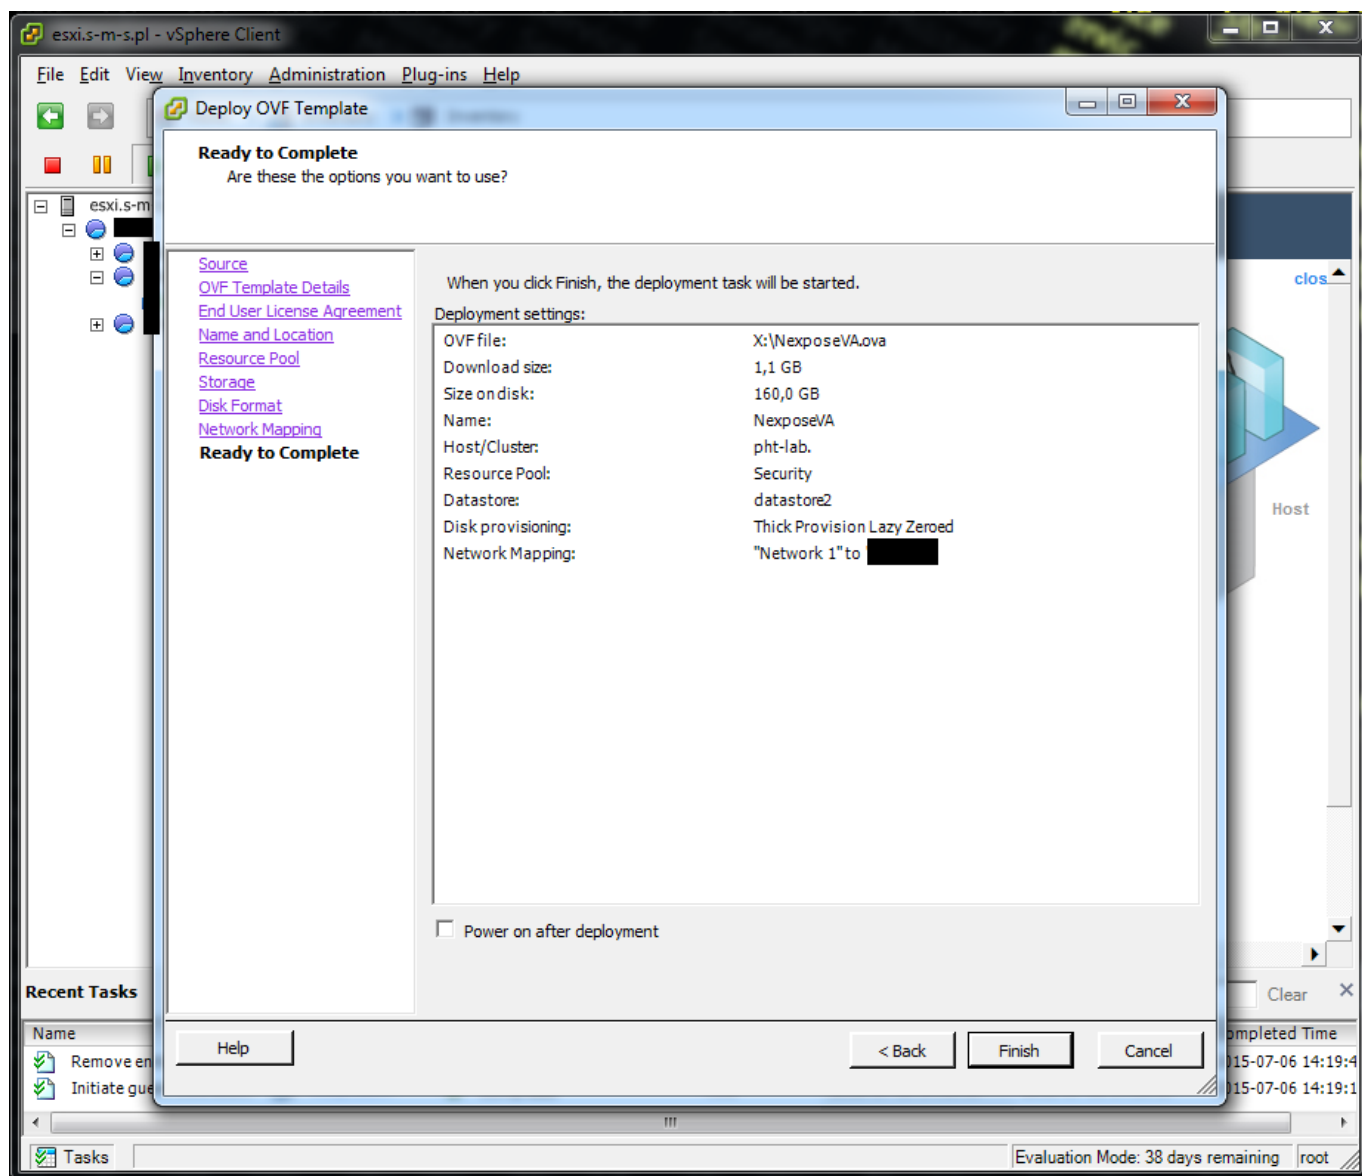 esxi.s-m-s.pl - vSphere Client
File Edit View Inventory Administration Plug-ins Help
Deploy OVF Template
Ready to Complete
Are these the options you want to use?
esxi.s-m
Source
OVF Template Details
End User License Agreement
Name and Location
Resource Pool
Storage
Disk Format
Network Mapping
Ready to Complete
When you click Finish, the deployment task will be started.
Deployment settings:
OVF file: X:\NexposeVA.ova
Download size: 1,1 GB
Size on disk: 160,0 GB
Name: NexposeVA
Host/Cluster: pht-lab.
Resource Pool: Security
Datastore: datastore2
Disk provisioning: Thick Provision Lazy Zeroed
Network Mapping: "Network 1" to
Power on after deployment
clos
Host
Recent Tasks
Clear
Name
ompleted Time
Remove en
015-07-06 14:19:4
Initiate gue
015-07-06 14:19:1
Help
< Back
Finish
Cancel
Tasks
Evaluation Mode: 38 days remaining
root